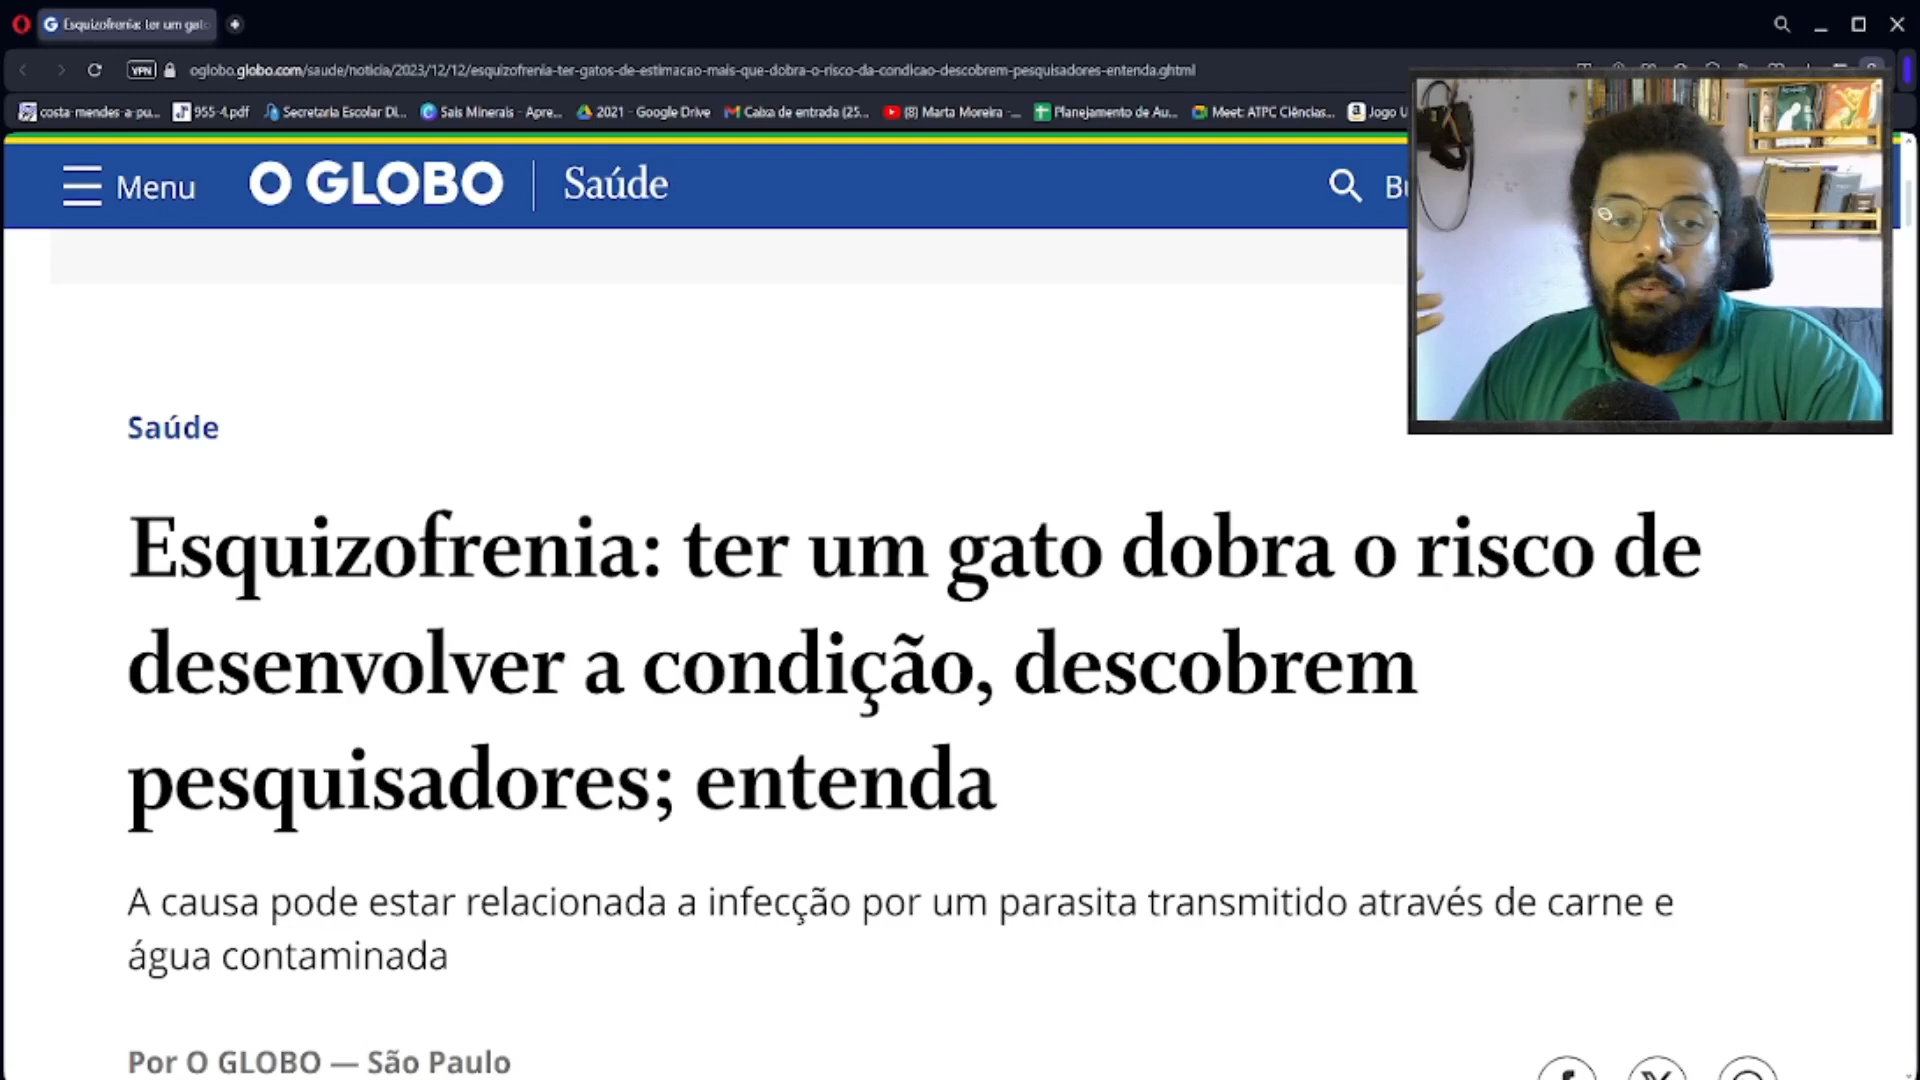 Esquizofrenia: ter um gat
VPN oglobo.globo.com/saude/noticia/2023/12/12/esquizofrenia-ter-gatos-de-estimacao-mais-que-dobra-o-risco-da-condicao-descobrem-pesquisadores-entenda.ghtml
costa-mendes-a-pu... 955-4.pdf Secretaria Escolar Di... Sais Minerais - Apre... 2021 - Google Drive Caixa de entrada (25... (8) Marta Moreira -... Planejamento de Au... Meet: ATPC Ciências... Jogo U
Menu O GLOBO Saúde Bu
Saúde
Esquizofrenia: ter um gato dobra o risco de
desenvolver a condição, descobrem
pesquisadores; entenda
A causa pode estar relacionada a infecção por um parasita transmitido através de carne e
água contaminada
Por O GLOBO — São Paulo